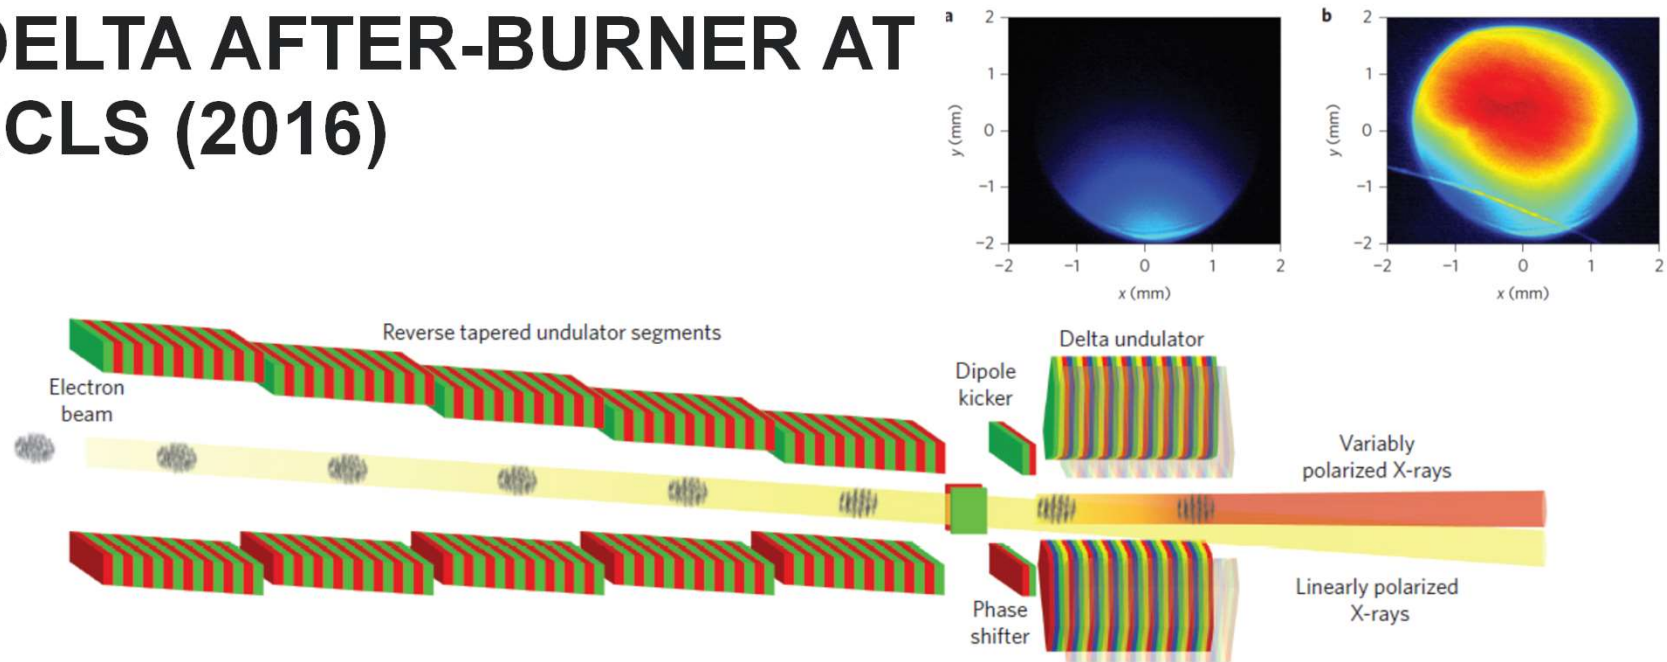 DELTA AFTER-BURNER AT
CLS (2016)
a
2
1
0
−1
−2
y (mm)
−2
−1
0
1
2
x (mm)
b
2
1
0
−1
−2
y (mm)
−2
−1
0
1
2
x (mm)
Reverse tapered undulator segments
Electron
beam
Dipole
kicker
Delta undulator
Variably
polarized X-rays
Phase
shifter
Linearly polarized
X-rays